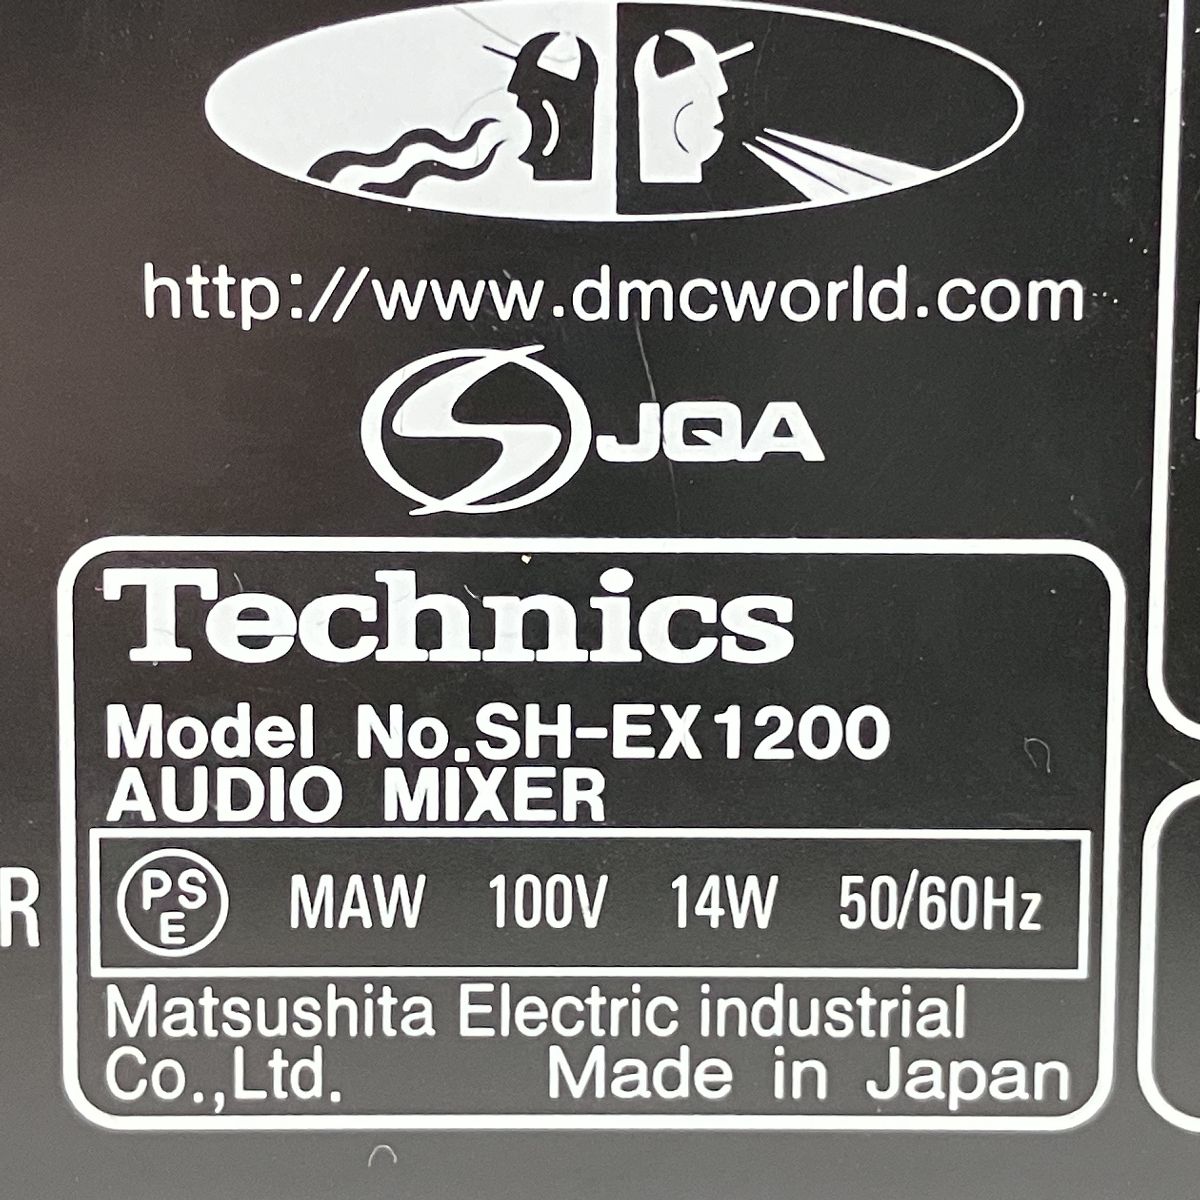 http://www.dmcworld.com
JQA
Technics
Model No.SH-EX1200
AUDIO MIXER
R
PS
E
MAW 100V 14W 50/60Hz
Matsushita Electric industrial
Co.,Ltd. Made in Japan